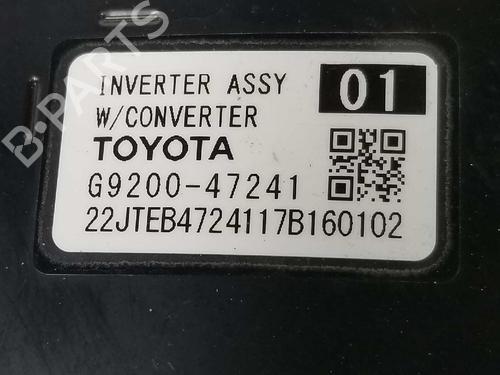 B-PARTS
INVERTER ASSY 01
W/CONVERTER
TOYOTA
G9200-47241
22JTEB4724117B160102